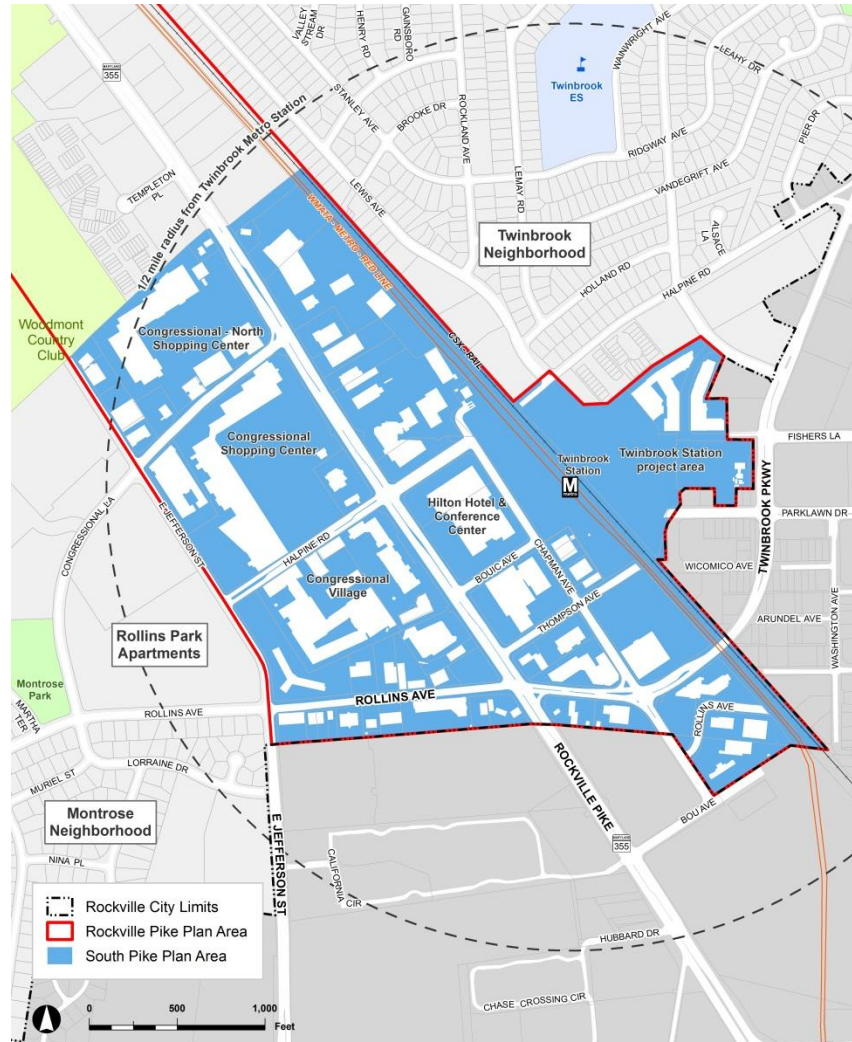 VALLEY
STREAM DR
HENRY RD
GAINSBORO
RD
WAINWRIGHT AVE
LEAHY DR
MARYLAND
355
STANLEY AVE
BROOKE DR
ROCKLAND AVE
Twinbrook
ES
PIER DR
RIDGWAY AVE
1/2 mile radius from Twinbrook Metro Station
TEMPLETON
PL
LEWIS AVE
LEMAY RD
VANDEGRIFT AVE
WMATA - METRO - RED LINE
Twinbrook
Neighborhood
ALSACE
LA
HOLLAND RD
HALPINE RD
Woodmont
Country
Club
Congressional - North
Shopping Center
CSX - RAIL
Congressional
Shopping Center
Twinbrook
Station
M
metro
Twinbrook Station
project area
FISHERS LA
CONGRESSIONAL LA
E JEFFERSON ST
HALPINE RD
Hilton Hotel &
Conference
Center
PARKLAWN DR
TWINBROOK PKWY
BOUIC AVE
CHAPMAN AVE
WICOMICO AVE
Congressional
Village
THOMPSON AVE
ARUNDEL AVE
WASHINGTON AVE
Rollins Park
Apartments
Montrose
Park
MARTHA
TER
ROLLINS AVE
ROLLINS AVE
ROLLINS AVE
LORRAINE DR
MURIEL ST
ROCKVILLE PIKE
Montrose
Neighborhood
E JEFFERSON ST
BOU AVE
MARYLAND
355
NINA PL
CALIFORNIA
CIR
HUBBARD DR
CHASE CROSSING CIR
Rockville City Limits
Rockville Pike Plan Area
South Pike Plan Area
0 500 1,000
Feet